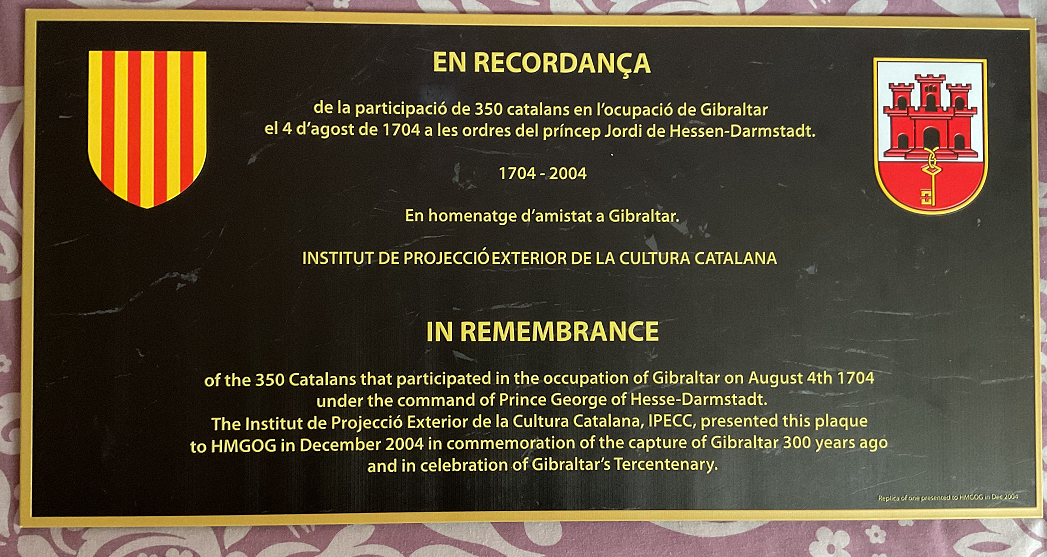 EN RECORDANÇA
de la participació de 350 catalans en l'ocupació de Gibraltar
el 4 d'agost de 1704 a les ordres del príncep Jordi de Hessen-Darmstadt.
1704 - 2004
En homenatge d'amistat a Gibraltar.
INSTITUT DE PROJECCIÓ EXTERIOR DE LA CULTURA CATALANA
IN REMEMBRANCE
of the 350 Catalans that participated in the occupation of Gibraltar on August 4th 1704
under the command of Prince George of Hesse-Darmstadt.
The Institut de Projecció Exterior de la Cultura Catalana, IPECC, presented this plaque
to HMGOG in December 2004 in commemoration of the capture of Gibraltar 300 years ago
and in celebration of Gibraltar's Tercentenary.
Replica of one presented to HMGOG in Dec 2004